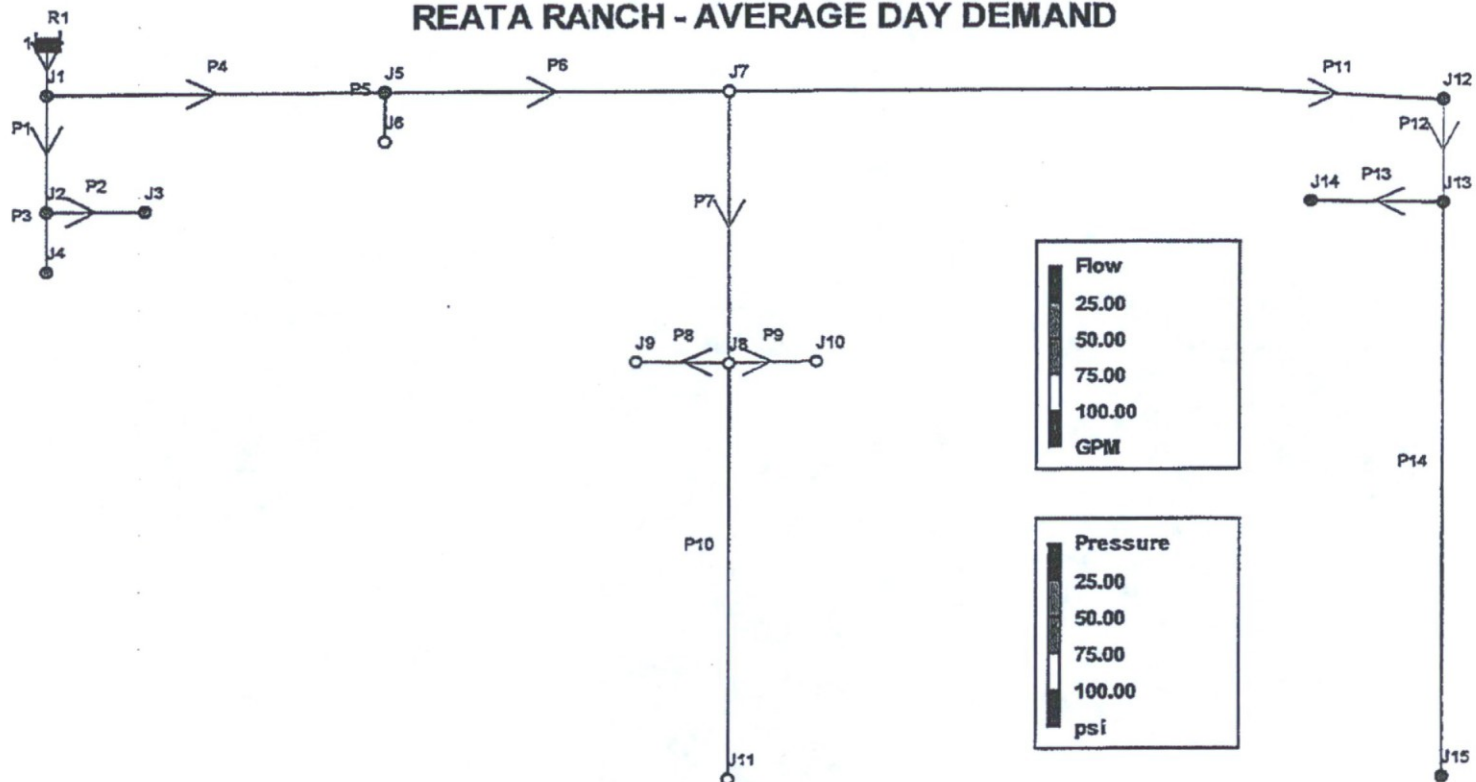 REATA RANCH - AVERAGE DAY DEMAND
R1
1
J1
P4
P5
J5
P6
J7
P11
J12
J6
P1
P12
J2
P2
J3
P3
J4
P7
J14
P13
J13
J9
P8
J8
P9
J10
Flow
25.00
50.00
75.00
100.00
GPM
P14
P10
Pressure
25.00
50.00
75.00
100.00
psi
J11
J15